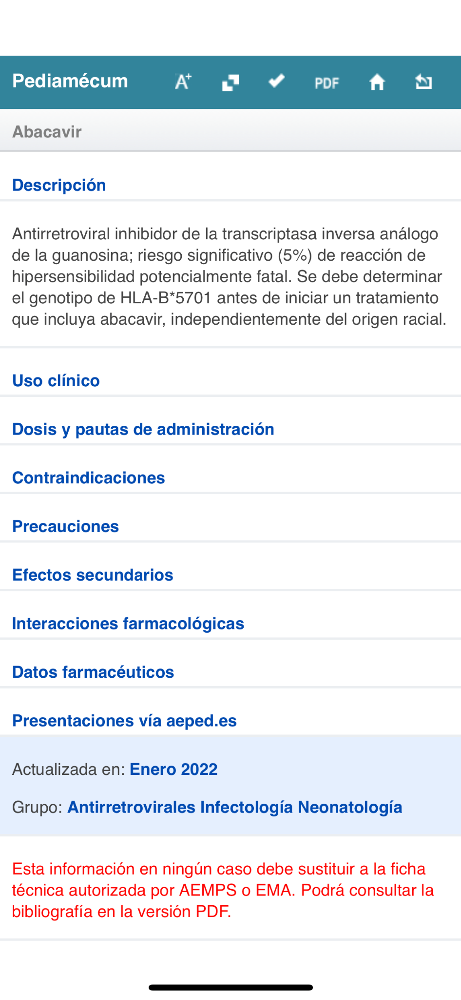 Pediamécum A+ PDF
Abacavir
Descripción
Antirretroviral inhibidor de la transcriptasa inversa análogo
de la guanosina; riesgo significativo (5%) de reacción de
hipersensibilidad potencialmente fatal. Se debe determinar
el genotipo de HLA-B*5701 antes de iniciar un tratamiento
que incluya abacavir, independientemente del origen racial.
Uso clínico
Dosis y pautas de administración
Contraindicaciones
Precauciones
Efectos secundarios
Interacciones farmacológicas
Datos farmacéuticos
Presentaciones vía aeped.es
Actualizada en: Enero 2022
Grupo: Antirretrovirales Infectología Neonatología
Esta información en ningún caso debe sustituir a la ficha
técnica autorizada por AEMPS o EMA. Podrá consultar la
bibliografía en la versión PDF.